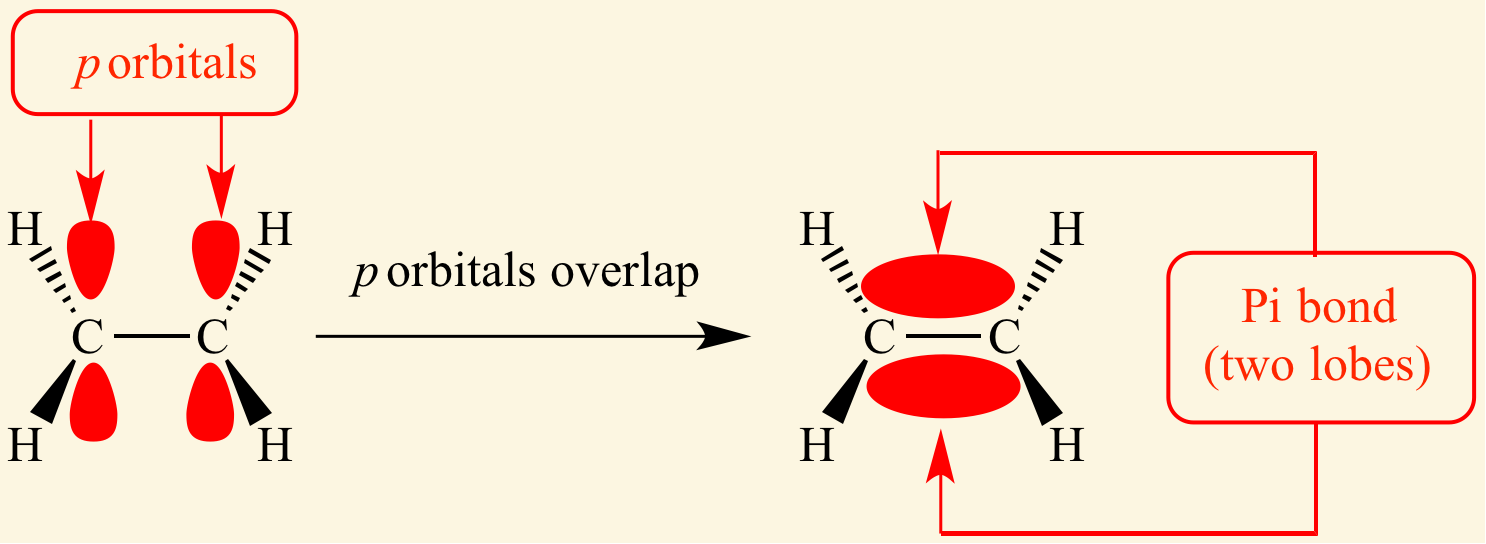 p orbitals
H H
C C
H H
p orbitals overlap
H H
C C
H H
Pi bond
(two lobes)